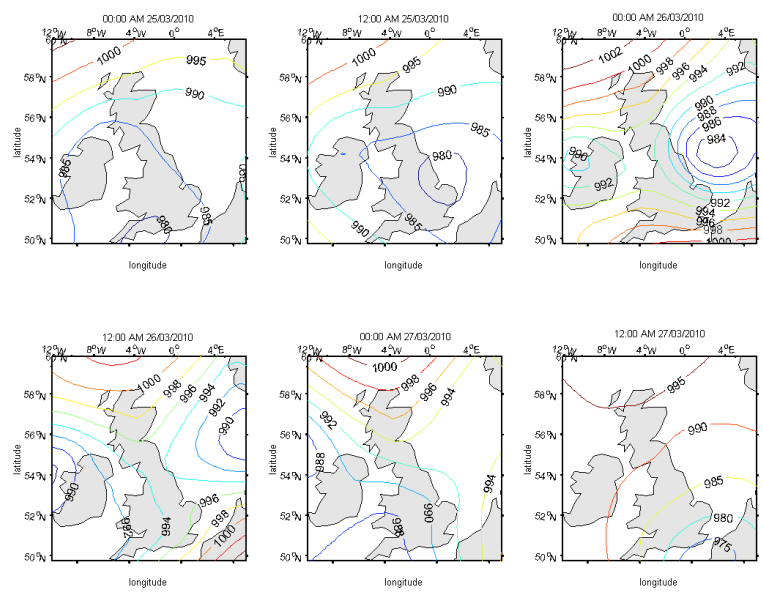 00:00 AM 25/03/2010
12°W 8°W 4°W 0° 4°E
6
58°N
56°N
54°N
52°N
50°N
latitude
longitude
1000
995
990
985
985
980
12:00 AM 25/03/2010
12°W 8°W 4°W 0° 4°E
6
58°N
56°N
54°N
52°N
50°N
latitude
longitude
1000
995
990
985
980
985
990
00:00 AM 26/03/2010
12°W 8°W 4°W 0° 4°E
6
58°N
56°N
54°N
52°N
50°N
latitude
longitude
1002
1000
998
996
994
992
990
988
986
984
990
992
992
994
996
998
1000
12:00 AM 26/03/2010
12°W 8°W 4°W 0° 4°E
6
58°N
56°N
54°N
52°N
50°N
latitude
longitude
1000
998
996
994
992
990
990
992
994
996
998
1000
00:00 AM 27/03/2010
12°W 8°W 4°W 0° 4°E
6
58°N
56°N
54°N
52°N
50°N
latitude
longitude
1000
998
996
994
992
988
990
988
994
12:00 AM 27/03/2010
12°W 8°W 4°W 0° 4°E
6
58°N
56°N
54°N
52°N
50°N
latitude
longitude
995
990
985
980
975